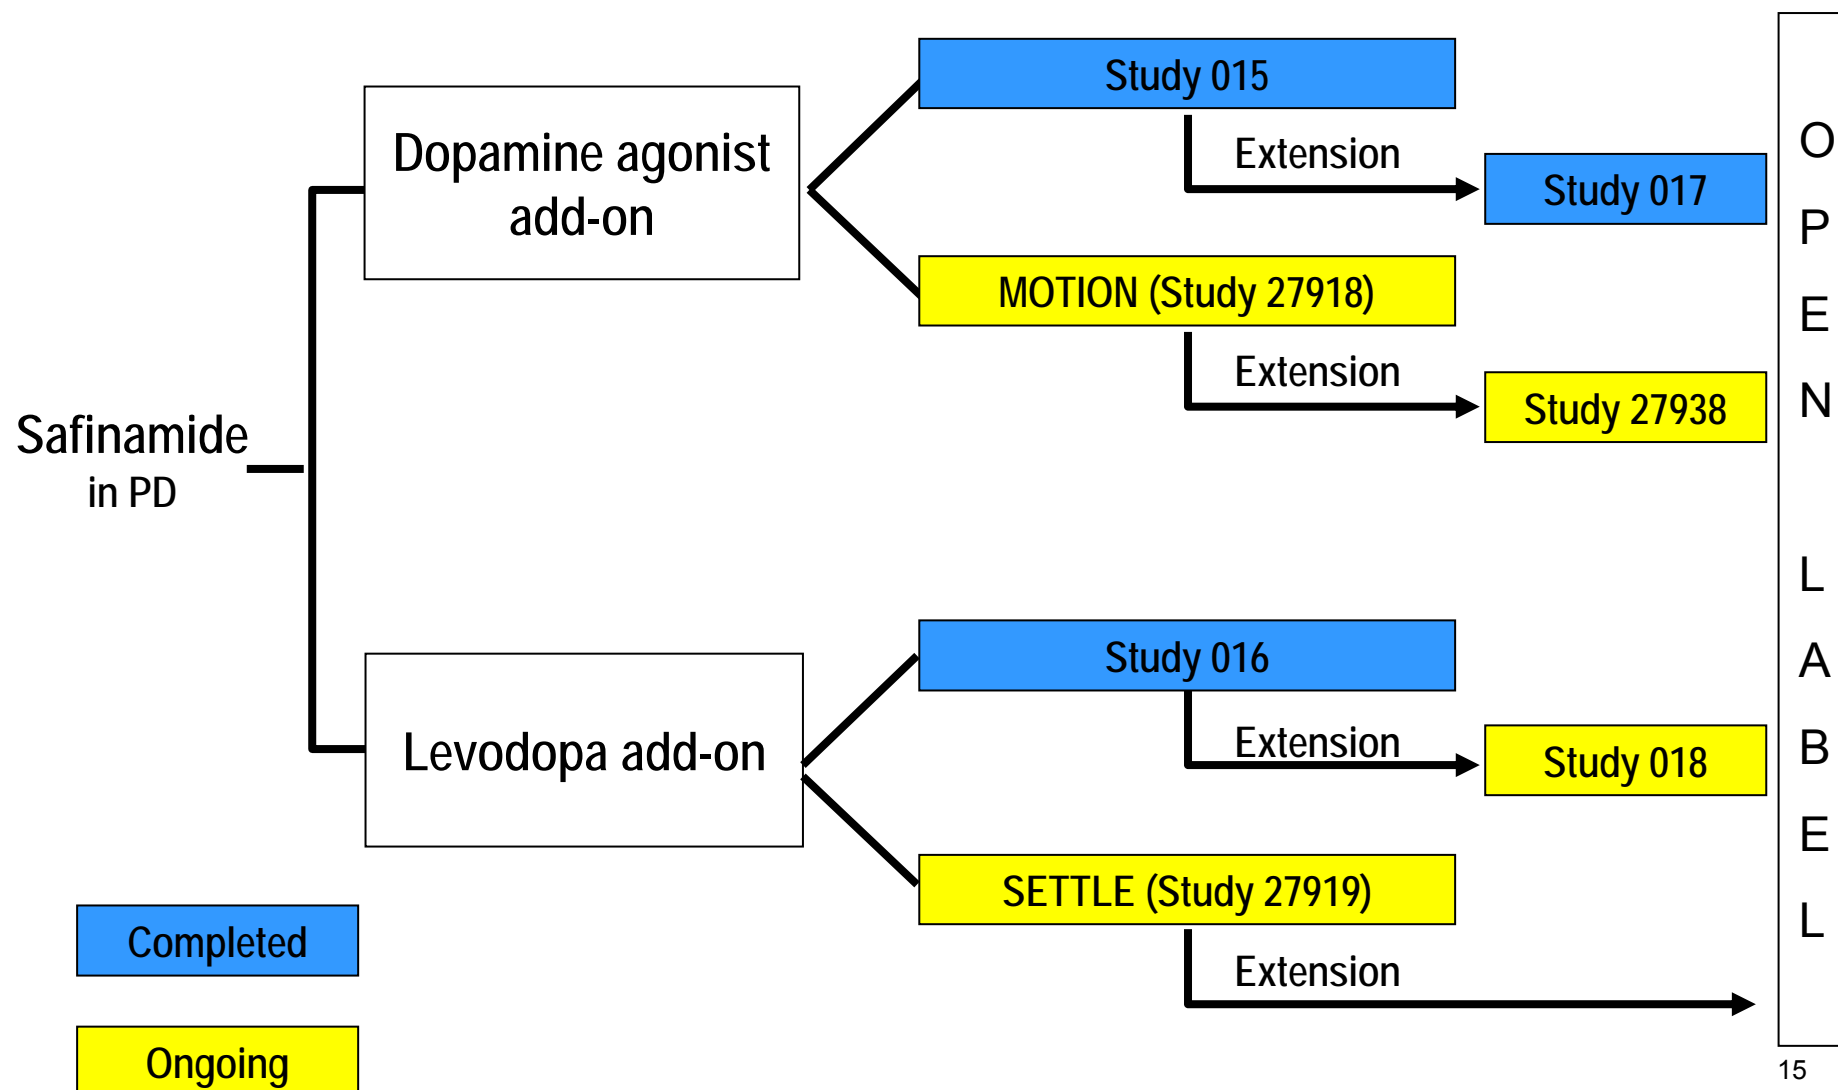 Study 015
Dopamine agonist
add-on
Extension
Study 017
MOTION (Study 27918)
Extension
Study 27938
Safinamide
in PD
Study 016
Levodopa add-on
Extension
Study 018
SETTLE (Study 27919)
Extension
Completed
Ongoing
O
P
E
N
L
A
B
E
L
15